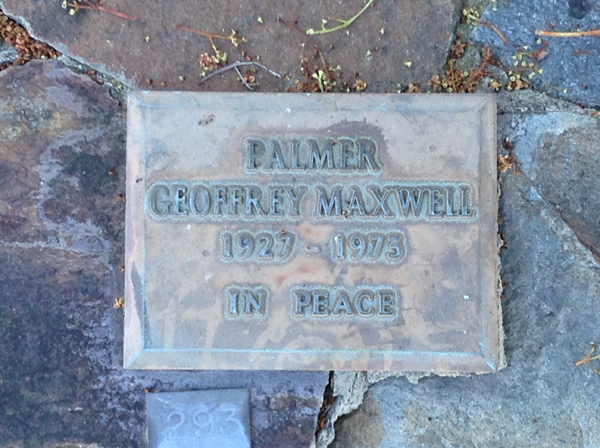 PALMER
GEOFFREY MAXWELL
1927 - 1973
IN PEACE
293